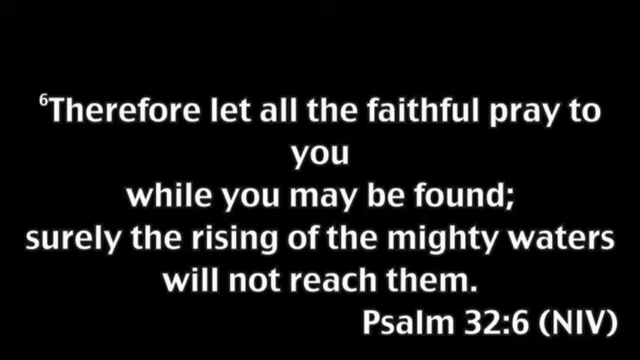 ⁶Therefore let all the faithful pray to
you
while you may be found;
surely the rising of the mighty waters
will not reach them.
Psalm 32:6 (NIV)